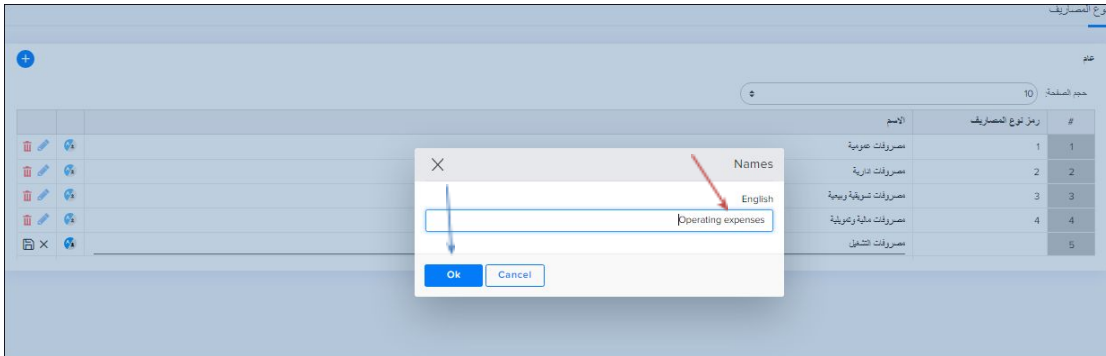 نوع المصاريف
عام
حجم الصفحة: 10
# رمز نوع المصاريف الاسم
1 1 مصروفات عمومية
2 2 مصروفات ادارية
3 3 مصروفات تسويقية وبيعية
4 4 مصروفات مالية وتمويلية
5 مصروفات التشغيل
Names
English
Operating expenses
Ok Cancel